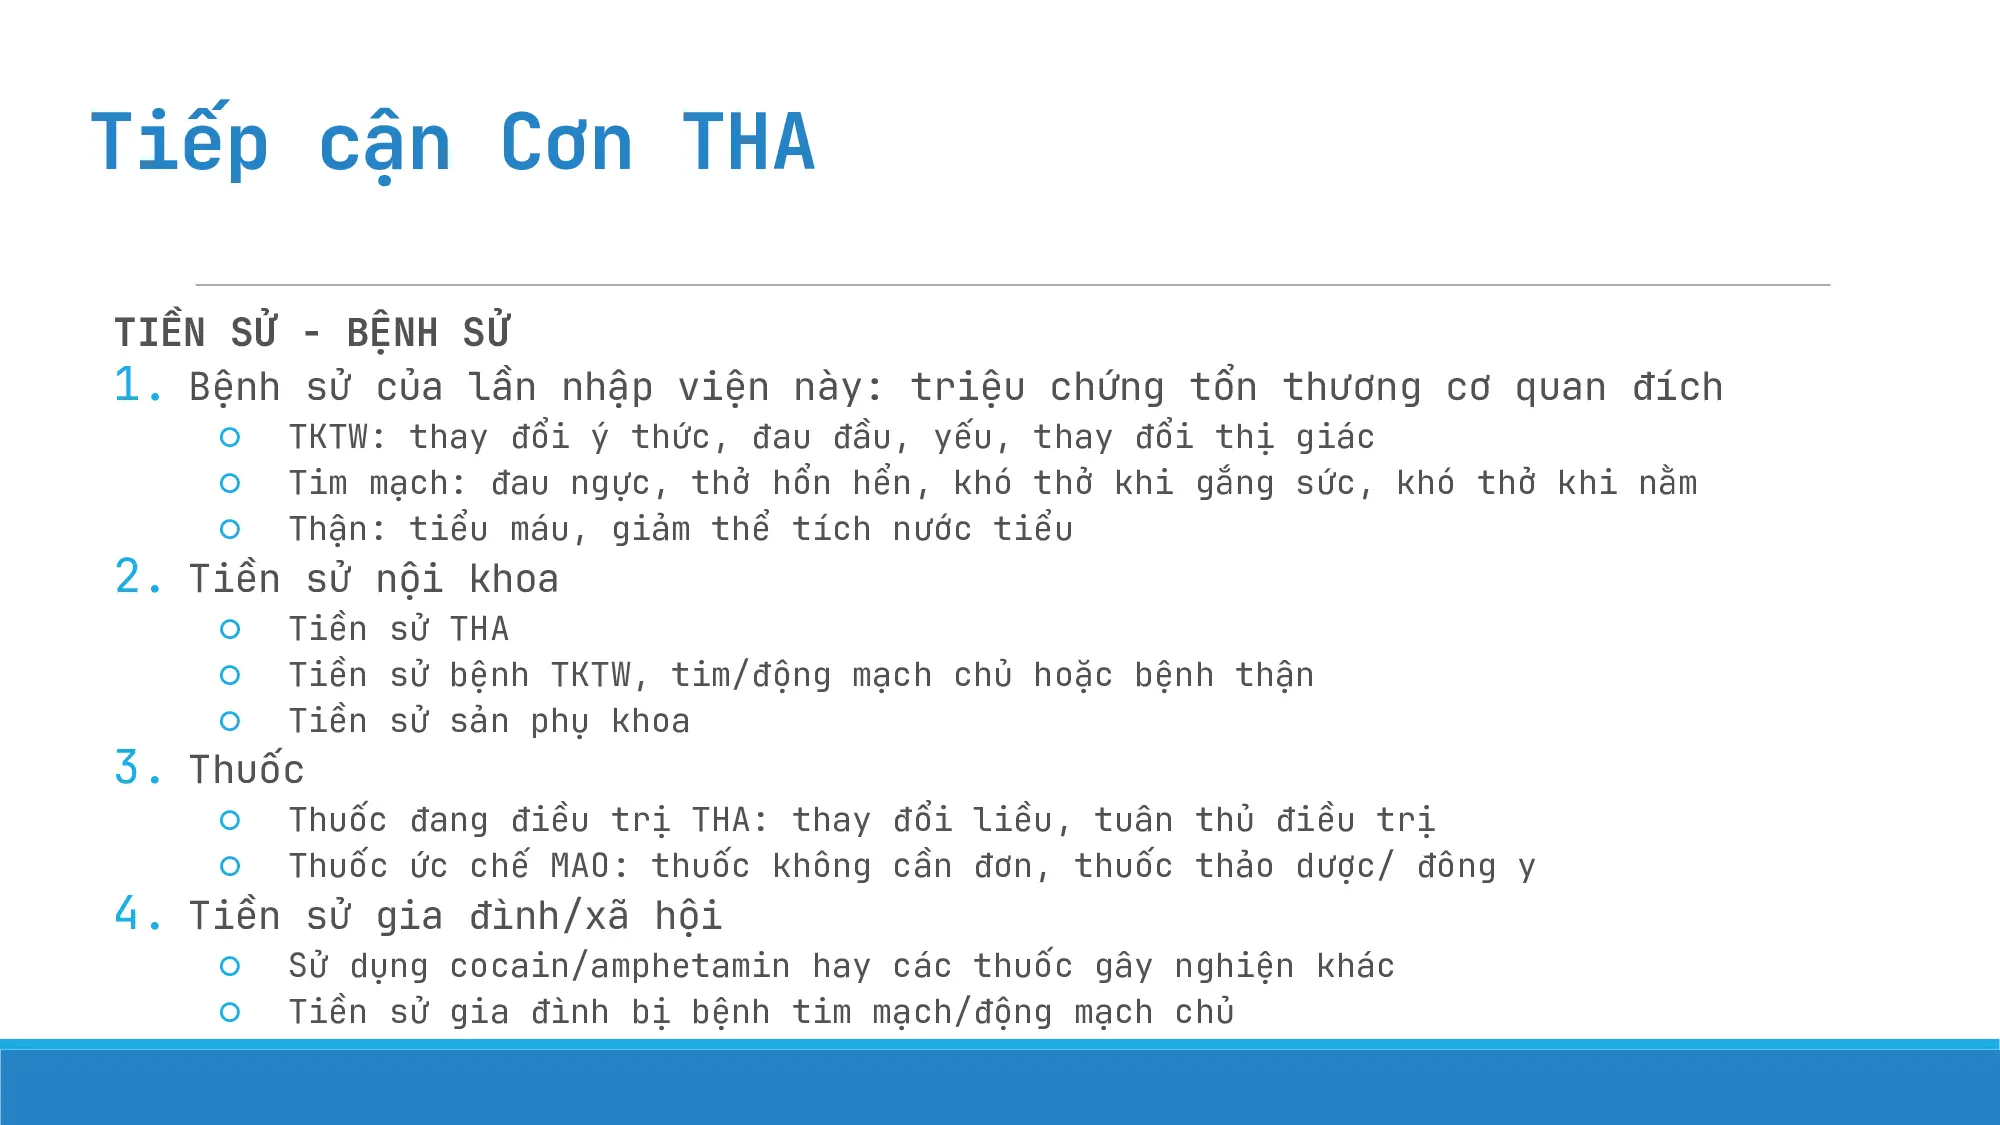 Tiếp cận Cơn THA
TIỀN SỬ - BỆNH SỬ
1. Bệnh sử của lần nhập viện này: triệu chứng tổn thương cơ quan đích
○ TKTW: thay đổi ý thức, đau đầu, yếu, thay đổi thị giác
○ Tim mạch: đau ngực, thở hổn hển, khó thở khi gắng sức, khó thở khi nằm
○ Thận: tiểu máu, giảm thể tích nước tiểu
2. Tiền sử nội khoa
○ Tiền sử THA
○ Tiền sử bệnh TKTW, tim/động mạch chủ hoặc bệnh thận
○ Tiền sử sản phụ khoa
3. Thuốc
○ Thuốc đang điều trị THA: thay đổi liều, tuân thủ điều trị
○ Thuốc ức chế MAO: thuốc không cần đơn, thuốc thảo dược/ đông y
4. Tiền sử gia đình/xã hội
○ Sử dụng cocain/amphetamin hay các thuốc gây nghiện khác
○ Tiền sử gia đình bị bệnh tim mạch/động mạch chủ